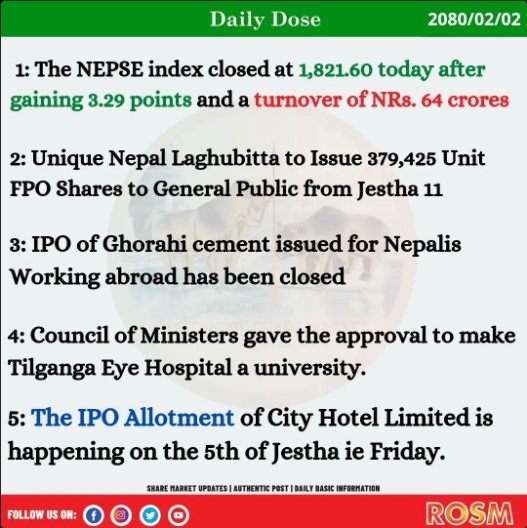 Daily Dose
2080/02/02
1: The NEPSE index closed at 1,821.60 today after
gaining 3.29 points and a turnover of NRs. 64 crores
2: Unique Nepal Laghubitta to Issue 379,425 Unit
FPO Shares to General Public from Jestha 11
3: IPO of Ghorahi cement issued for Nepalis
Working abroad has been closed
4: Council of Ministers gave the approval to make
Tilganga Eye Hospital a university.
5: The IPO Allotment of City Hotel Limited is
happening on the 5th of Jestha ie Friday.
SHARE MARKET UPDATES | AUTHENTIC POST | DAILY BASIC INFORMATION
FOLLOW US ON:
ROSM